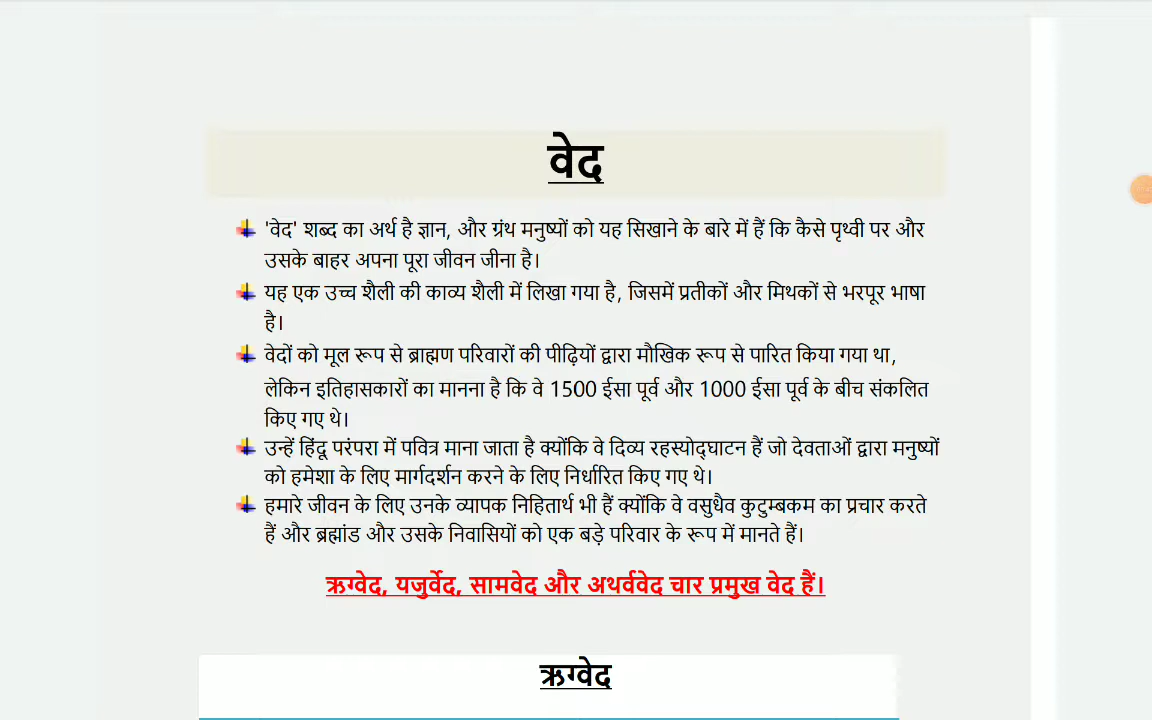 वेद
'वेद' शब्द का अर्थ है ज्ञान, और ग्रंथ मनुष्यों को यह सिखाने के बारे में हैं कि कैसे पृथ्वी पर और
उसके बाहर अपना पूरा जीवन जीना है।
यह एक उच्च शैली की काव्य शैली में लिखा गया है, जिसमें प्रतीकों और मिथकों से भरपूर भाषा
है।
वेदों को मूल रूप से ब्राह्मण परिवारों की पीढ़ियों द्वारा मौखिक रूप से पारित किया गया था,
लेकिन इतिहासकारों का मानना है कि वे 1500 ईसा पूर्व और 1000 ईसा पूर्व के बीच संकलित
किए गए थे।
उन्हें हिंदू परंपरा में पवित्र माना जाता है क्योंकि वे दिव्य रहस्योद्घाटन हैं जो देवताओं द्वारा मनुष्यों
को हमेशा के लिए मार्गदर्शन करने के लिए निर्धारित किए गए थे।
हमारे जीवन के लिए उनके व्यापक निहितार्थ भी हैं क्योंकि वे वसुधैव कुटुम्बकम का प्रचार करते
हैं और ब्रह्मांड और उसके निवासियों को एक बड़े परिवार के रूप में मानते हैं।
ऋग्वेद, यजुर्वेद, सामवेद और अथर्ववेद चार प्रमुख वेद हैं।
ऋग्वेद